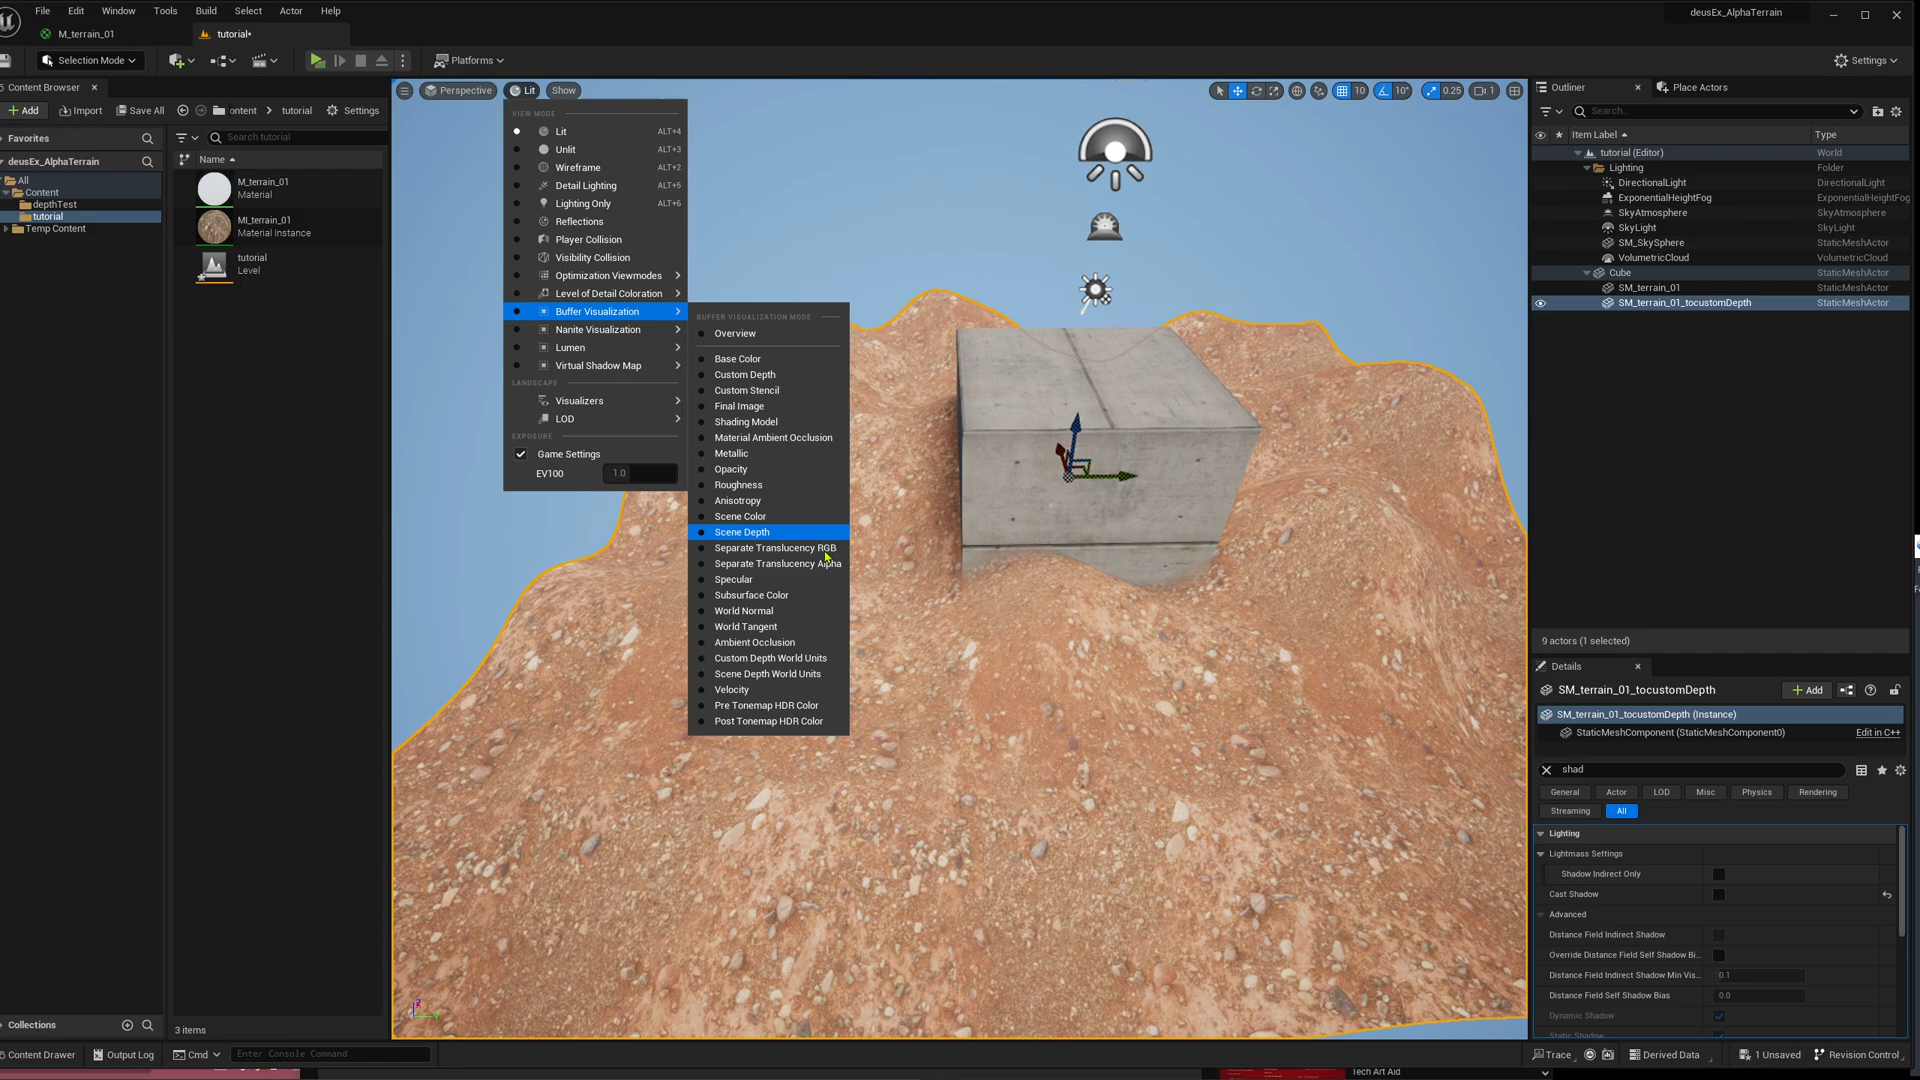 File Edit Window Tools Build Select Actor Help
deusEx_AlphaTerrain
M_terrain_01
tutorial*
Selection Mode
Platforms
Settings
Content Browser
Add Import Save All ontent tutorial Settings
Favorites
deusEx_AlphaTerrain
All
Content
depthTest
tutorial
Temp Content
Collections
Search tutorial
Name
M_terrain_01
Material
MI_terrain_01
Material Instance
tutorial
Level
3 items
Perspective Lit Show
10 10° 0.25 1
VIEW MODE
Lit ALT+4
Unlit ALT+3
Wireframe ALT+2
Detail Lighting ALT+5
Lighting Only ALT+6
Reflections
Player Collision
Visibility Collision
Optimization Viewmodes
Level of Detail Coloration
Buffer Visualization
Nanite Visualization
Lumen
Virtual Shadow Map
LANDSCAPE
Visualizers
LOD
EXPOSURE
Game Settings
EV100 1.0
BUFFER VISUALIZATION MODE
Overview
Base Color
Custom Depth
Custom Stencil
Final Image
Shading Model
Material Ambient Occlusion
Metallic
Opacity
Roughness
Anisotropy
Scene Color
Scene Depth
Separate Translucency RGB
Separate Translucency Alpha
Specular
Subsurface Color
World Normal
World Tangent
Ambient Occlusion
Custom Depth World Units
Scene Depth World Units
Velocity
Pre Tonemap HDR Color
Post Tonemap HDR Color
Outliner Place Actors
Search...
Item Label Type
tutorial (Editor) World
Lighting Folder
DirectionalLight DirectionalLight
ExponentialHeightFog ExponentialHeightFog
SkyAtmosphere SkyAtmosphere
SkyLight SkyLight
SM_SkySphere StaticMeshActor
VolumetricCloud VolumetricCloud
Cube StaticMeshActor
SM_terrain_01 StaticMeshActor
SM_terrain_01_tocustomDepth StaticMeshActor
9 actors (1 selected)
Details
SM_terrain_01_tocustomDepth Add
SM_terrain_01_tocustomDepth (Instance)
StaticMeshComponent (StaticMeshComponent0) Edit in C++
shad
General Actor LOD Misc Physics Rendering
Streaming All
Lighting
Lightmass Settings
Shadow Indirect Only
Cast Shadow
Advanced
Distance Field Indirect Shadow
Override Distance Field Self Shadow Bi...
Distance Field Indirect Shadow Min Vis... 0.1
Distance Field Self Shadow Bias 0.0
Dynamic Shadow
Static Shadow
Content Drawer Output Log Cmd Enter Console Command
Trace Derived Data 1 Unsaved Revision Control
Tech Art Aid